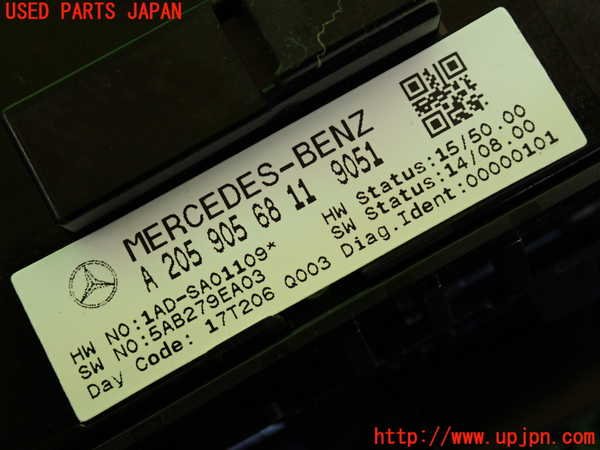 USED PARTS JAPAN
MERCEDES-BENZ
A 205 905 68 11 9051
HW NO:1AD-SA01109*
SW NO:5AB279EA03
Day Code: 17T206 Q003
HW Status:15/50.00
SW Status:14/08.00
Diag.Ident:00000101
http://www.upjpn.com/